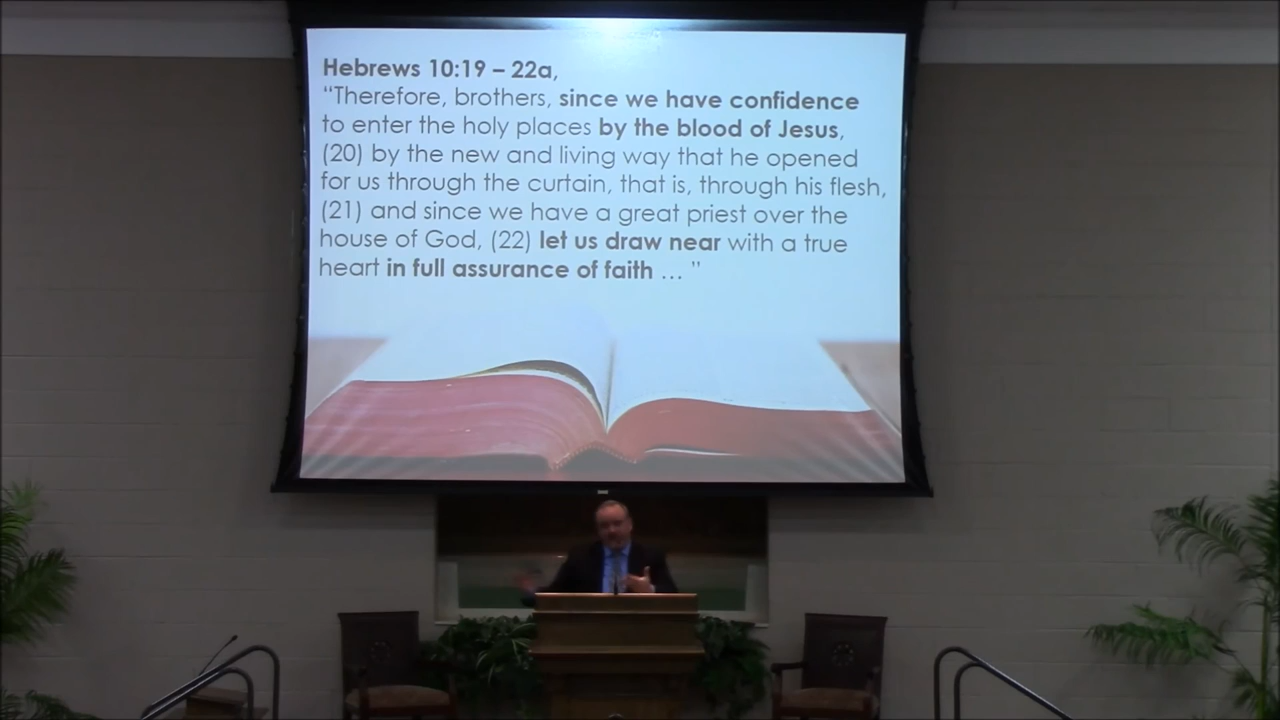 Hebrews 10:19 – 22a,
“Therefore, brothers, since we have confidence
to enter the holy places by the blood of Jesus,
(20) by the new and living way that he opened
for us through the curtain, that is, through his flesh,
(21) and since we have a great priest over the
house of God, (22) let us draw near with a true
heart in full assurance of faith … ”